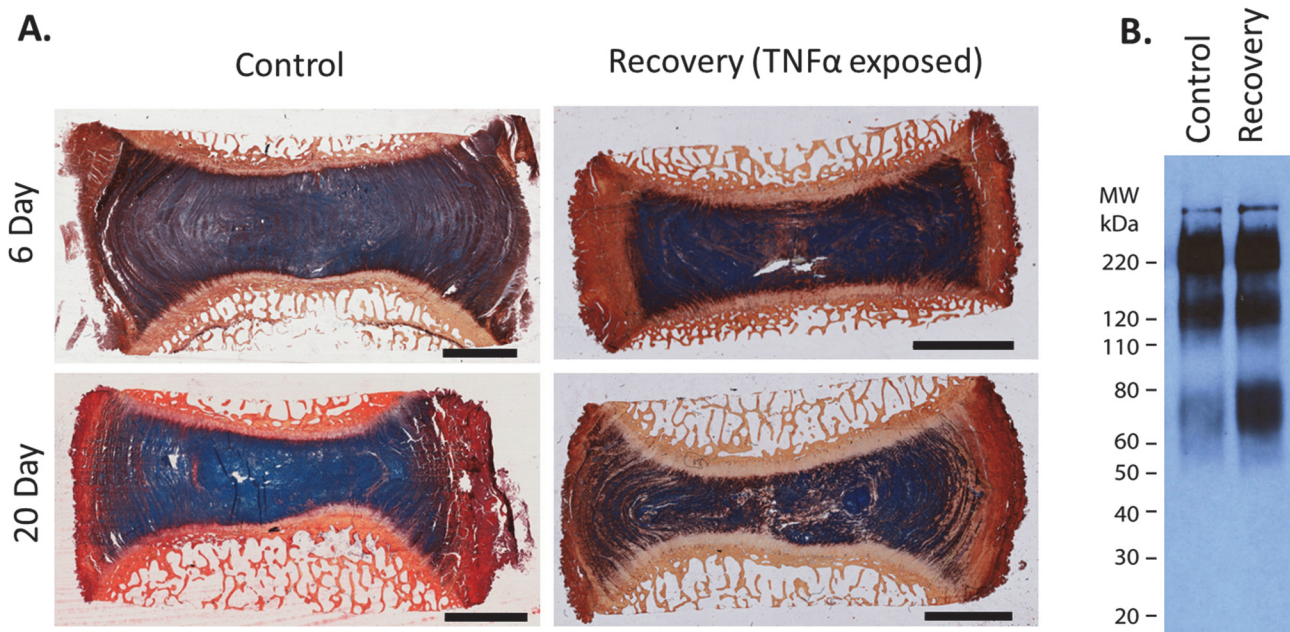 A.
Control
Recovery (TNFα exposed)
6 Day
20 Day
B.
Control
Recovery
MW
kDa
220
120
110
80
60
50
40
30
20